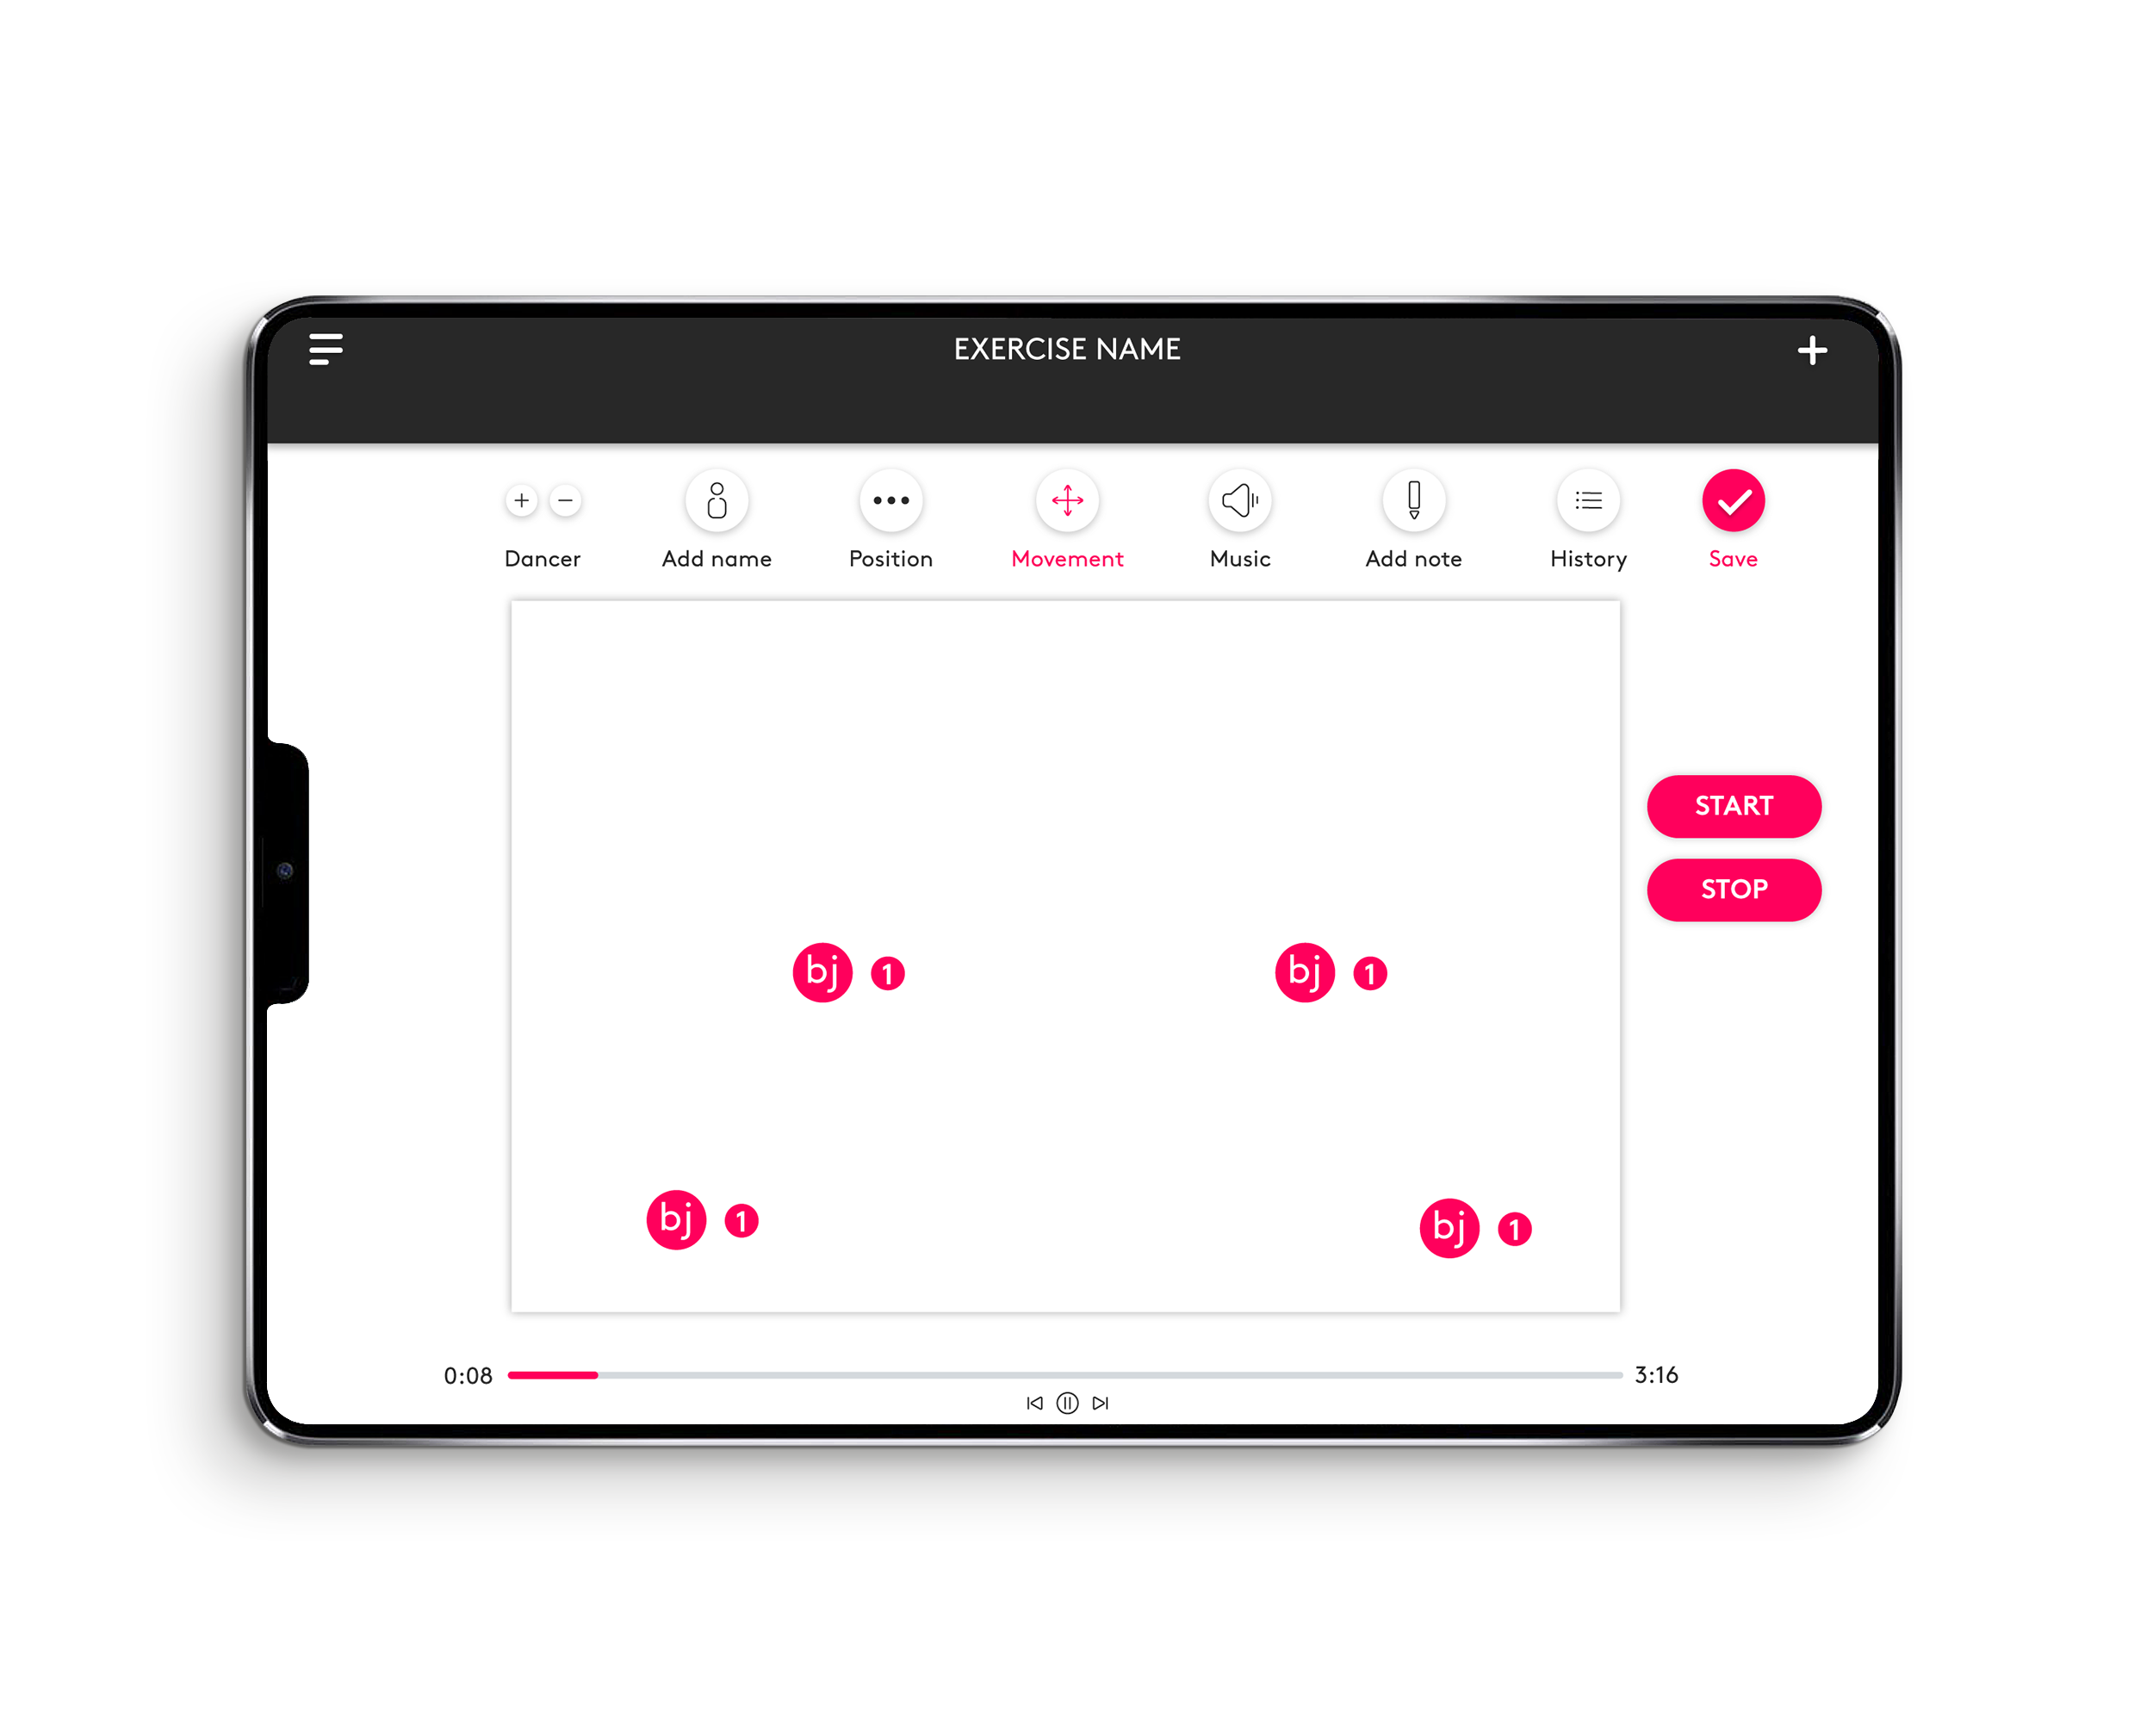 EXERCISE NAME
Dancer
Add name
Position
Movement
Music
Add note
History
Save
START
STOP
bj 1
bj 1
bj 1
bj 1
0:08
3:16